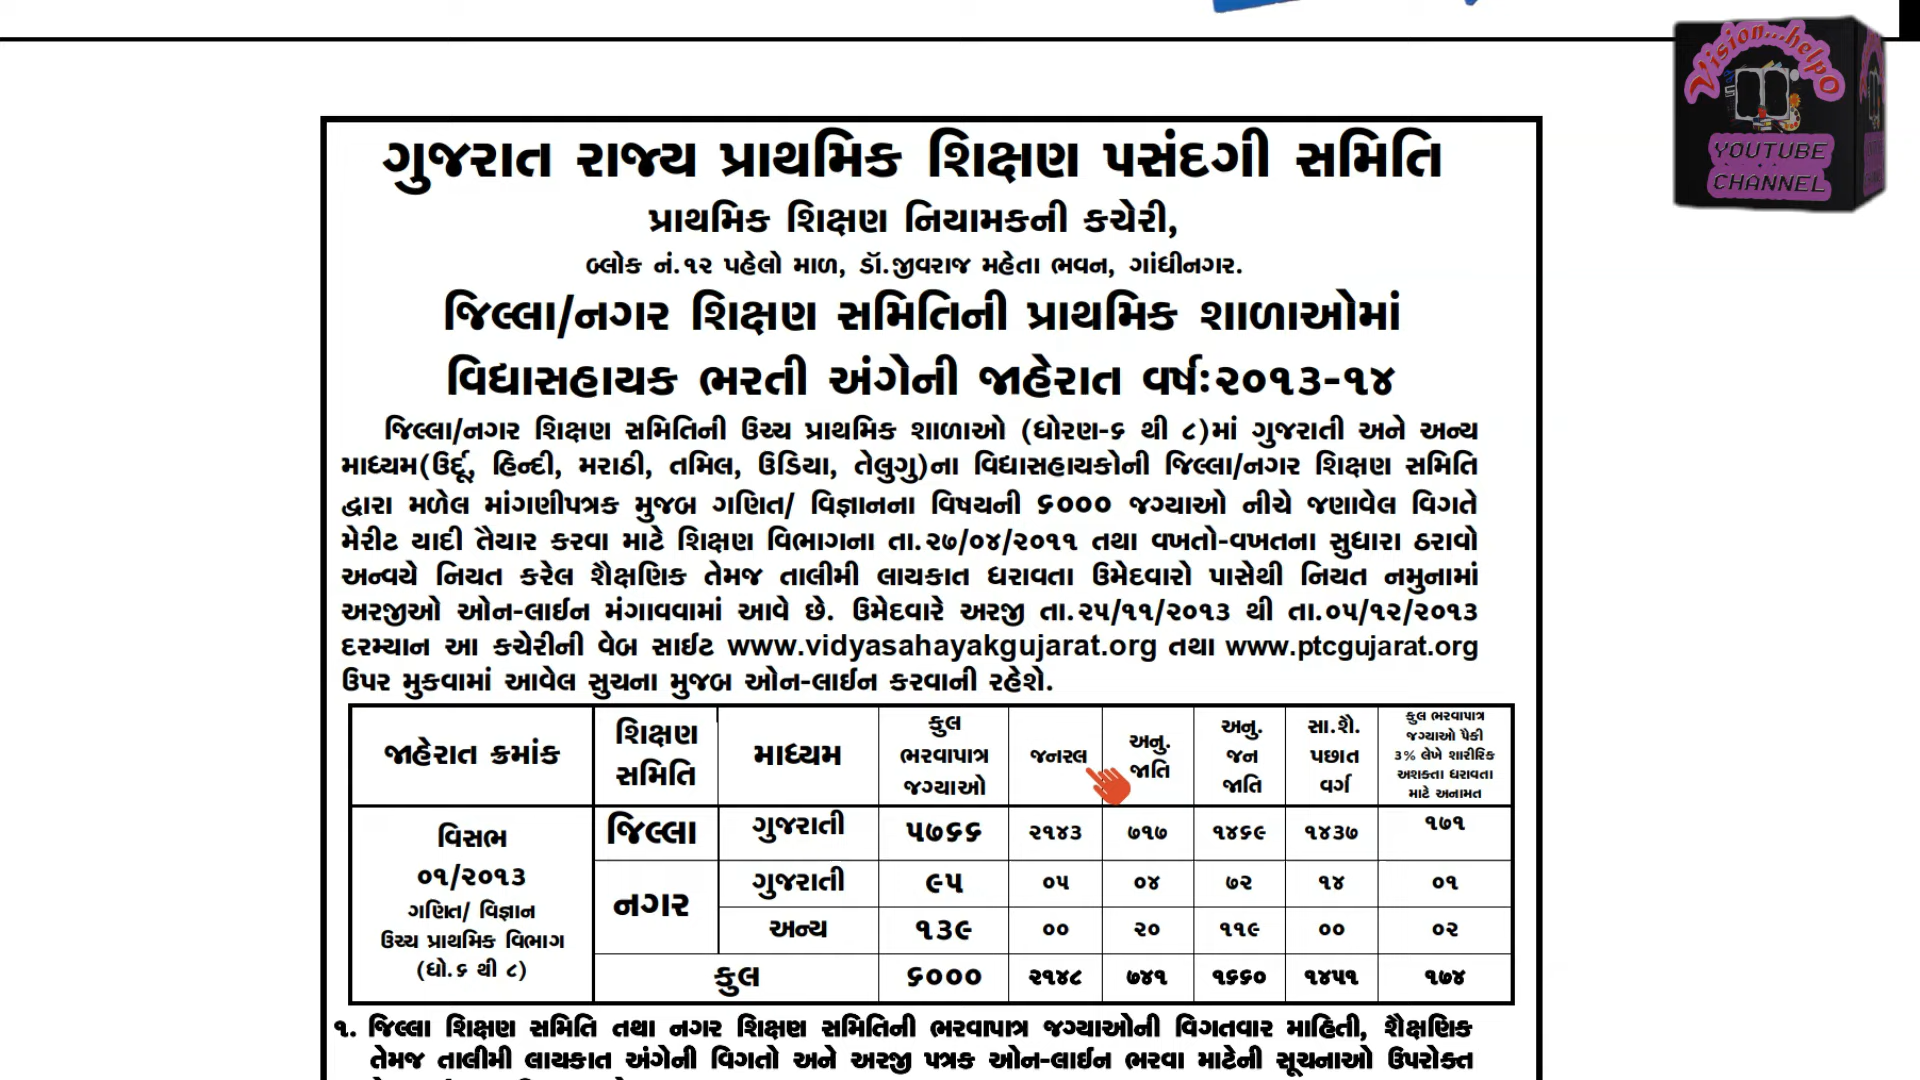 Vision...helpO
YOUTUBE
CHANNEL
ગુજરાત રાજ્ય પ્રાથમિક શિક્ષણ પસંદગી સમિતિ
પ્રાથમિક શિક્ષણ નિયામકની કચેરી,
બ્લોક નં.૧૨ પહેલો માળ, ડૉ.જીવરાજ મહેતા ભવન, ગાંધીનગર.
જિલ્લા/નગર શિક્ષણ સમિતિની પ્રાથમિક શાળાઓમાં
વિદ્યાસહાયક ભરતી અંગેની જાહેરાત વર્ષઃ૨૦૧૩-૧૪
જિલ્લા/નગર શિક્ષણ સમિતિની ઉચ્ચ પ્રાથમિક શાળાઓ (ધોરણ-૬ થી ૮)માં ગુજરાતી અને અન્ય
માધ્યમ(ઉર્દૂ, હિન્દી, મરાઠી, તમિલ, ઉડિયા, તેલુગુ)ના વિદ્યાસહાયકોની જિલ્લા/નગર શિક્ષણ સમિતિ
દ્વારા મળેલ માંગણીપત્રક મુજબ ગણિત/ વિજ્ઞાનના વિષયની ૬૦૦૦ જગ્યાઓ નીચે જણાવેલ વિગતે
મેરીટ યાદી તૈયાર કરવા માટે શિક્ષણ વિભાગના તા.૨૭/૦૪/૨૦૧૧ તથા વખતો-વખતના સુધારા ઠરાવો
અન્વયે નિયત કરેલ શૈક્ષણિક તેમજ તાલીમી લાયકાત ધરાવતા ઉમેદવારો પાસેથી નિયત નમુનામાં
અરજીઓ ઓન-લાઈન મંગાવવામાં આવે છે. ઉમેદવારે અરજી તા.૨૫/૧૧/૨૦૧૩ થી તા.૦૫/૧૨/૨૦૧૩
દરમ્યાન આ કચેરીની વેબ સાઈટ www.vidyasahayakgujarat.org તથા www.ptcgujarat.org
ઉપર મુકવામાં આવેલ સુચના મુજબ ઓન-લાઈન કરવાની રહેશે.
જાહેરાત ક્રમાંક શિક્ષણ સમિતિ માધ્યમ કુલ ભરવાપાત્ર જગ્યાઓ જનરલ અનુ. જાતિ અનુ. જન જાતિ સા.શૈ. પછાત વર્ગ કુલ ભરવાપાત્ર જગ્યાઓ પૈકી 3% લેખે શારીરિક અશક્તા ધરાવતા માટે અનામત
વિસભ
૦૧/૨૦૧૩
ગણિત/ વિજ્ઞાન
ઉચ્ચ પ્રાથમિક વિભાગ
(ધો.૬ થી ૮)
જિલ્લા ગુજરાતી ૫૭૬૬ ૨૧૪૩ ૭૧૭ ૧૪૬૯ ૧૪૩૭ ૧૭૧
નગર ગુજરાતી ૯૫ ૦૫ ૦૪ ૭૨ ૧૪ ૦૧
અન્ય ૧૩૯ ૦૦ ૨૦ ૧૧૯ ૦૦ ૦૨
કુલ ૬૦૦૦ ૨૧૪૮ ૭૪૧ ૧૬૬૦ ૧૪૫૧ ૧૭૪
૧. જિલ્લા શિક્ષણ સમિતિ તથા નગર શિક્ષણ સમિતિની ભરવાપાત્ર જગ્યાઓની વિગતવાર માહિતી, શૈક્ષણિક
તેમજ તાલીમી લાયકાત અંગેની વિગતો અને અરજી પત્રક ઓન-લાઈન ભરવા માટેની સૂચનાઓ ઉપરોક્ત